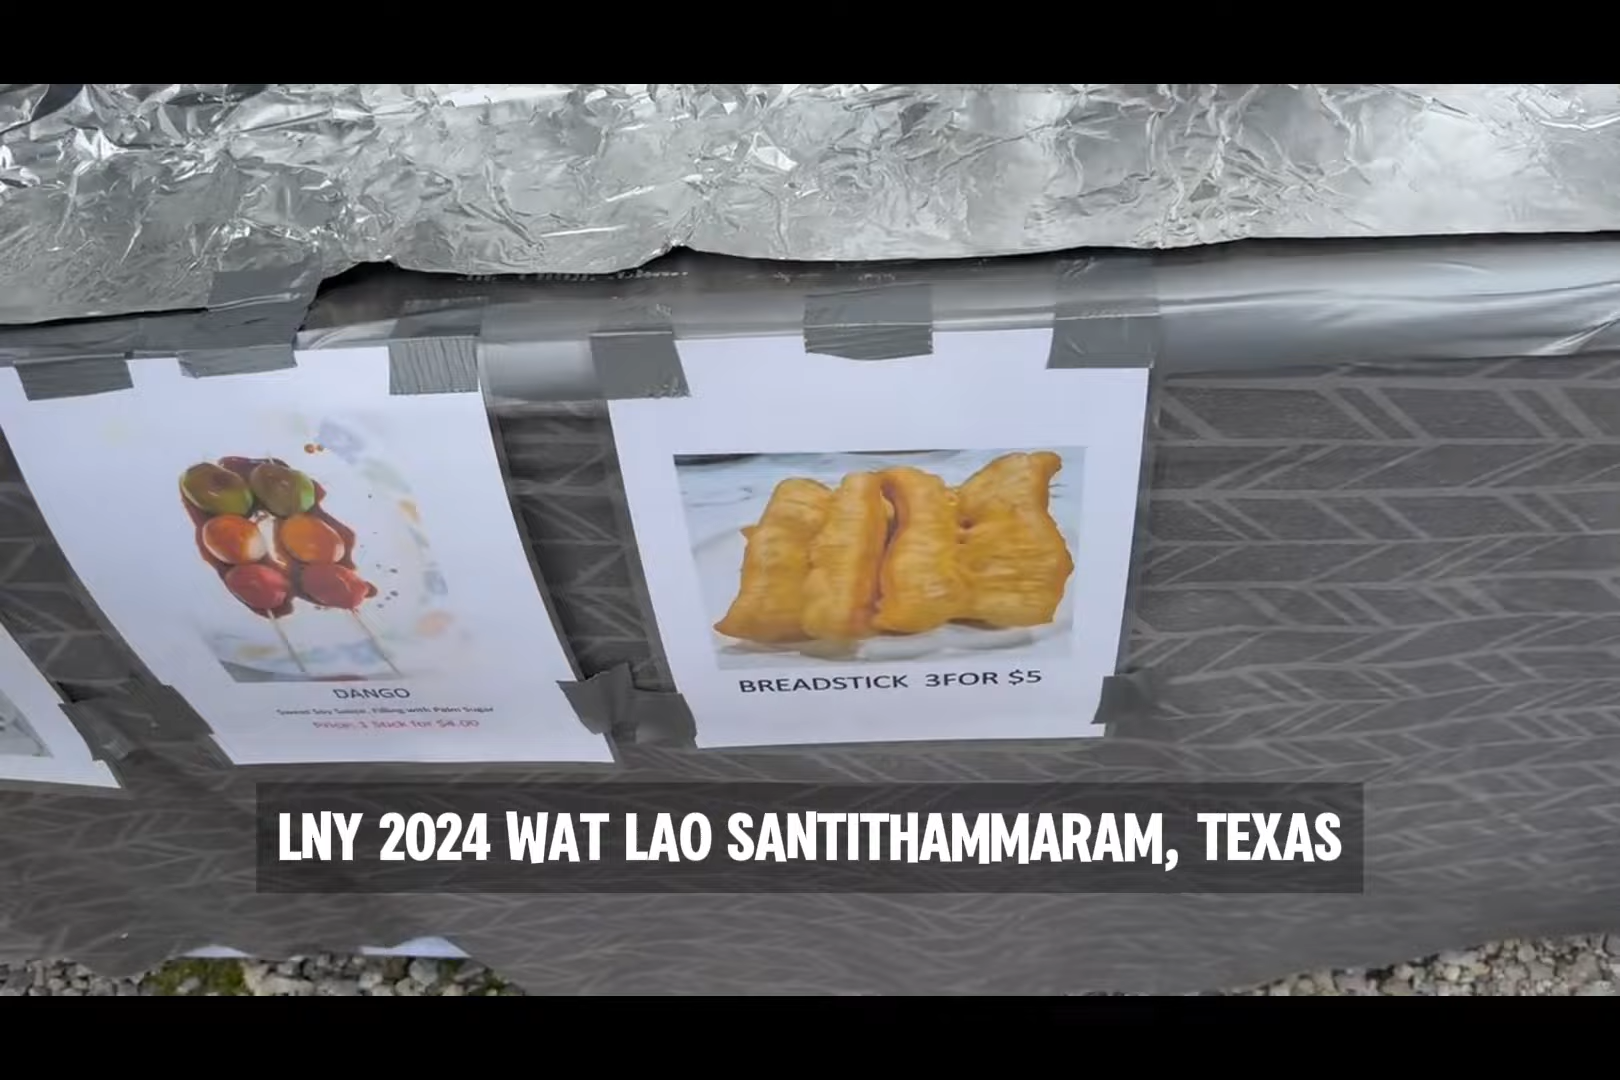 DANGO
Sweet Soy Sauce, Filling with Palm Sugar
Price: 1 Stick for $4.00
BREADSTICK 3FOR $5
LNY 2024 WAT LAO SANTITHAMMARAM, TEXAS